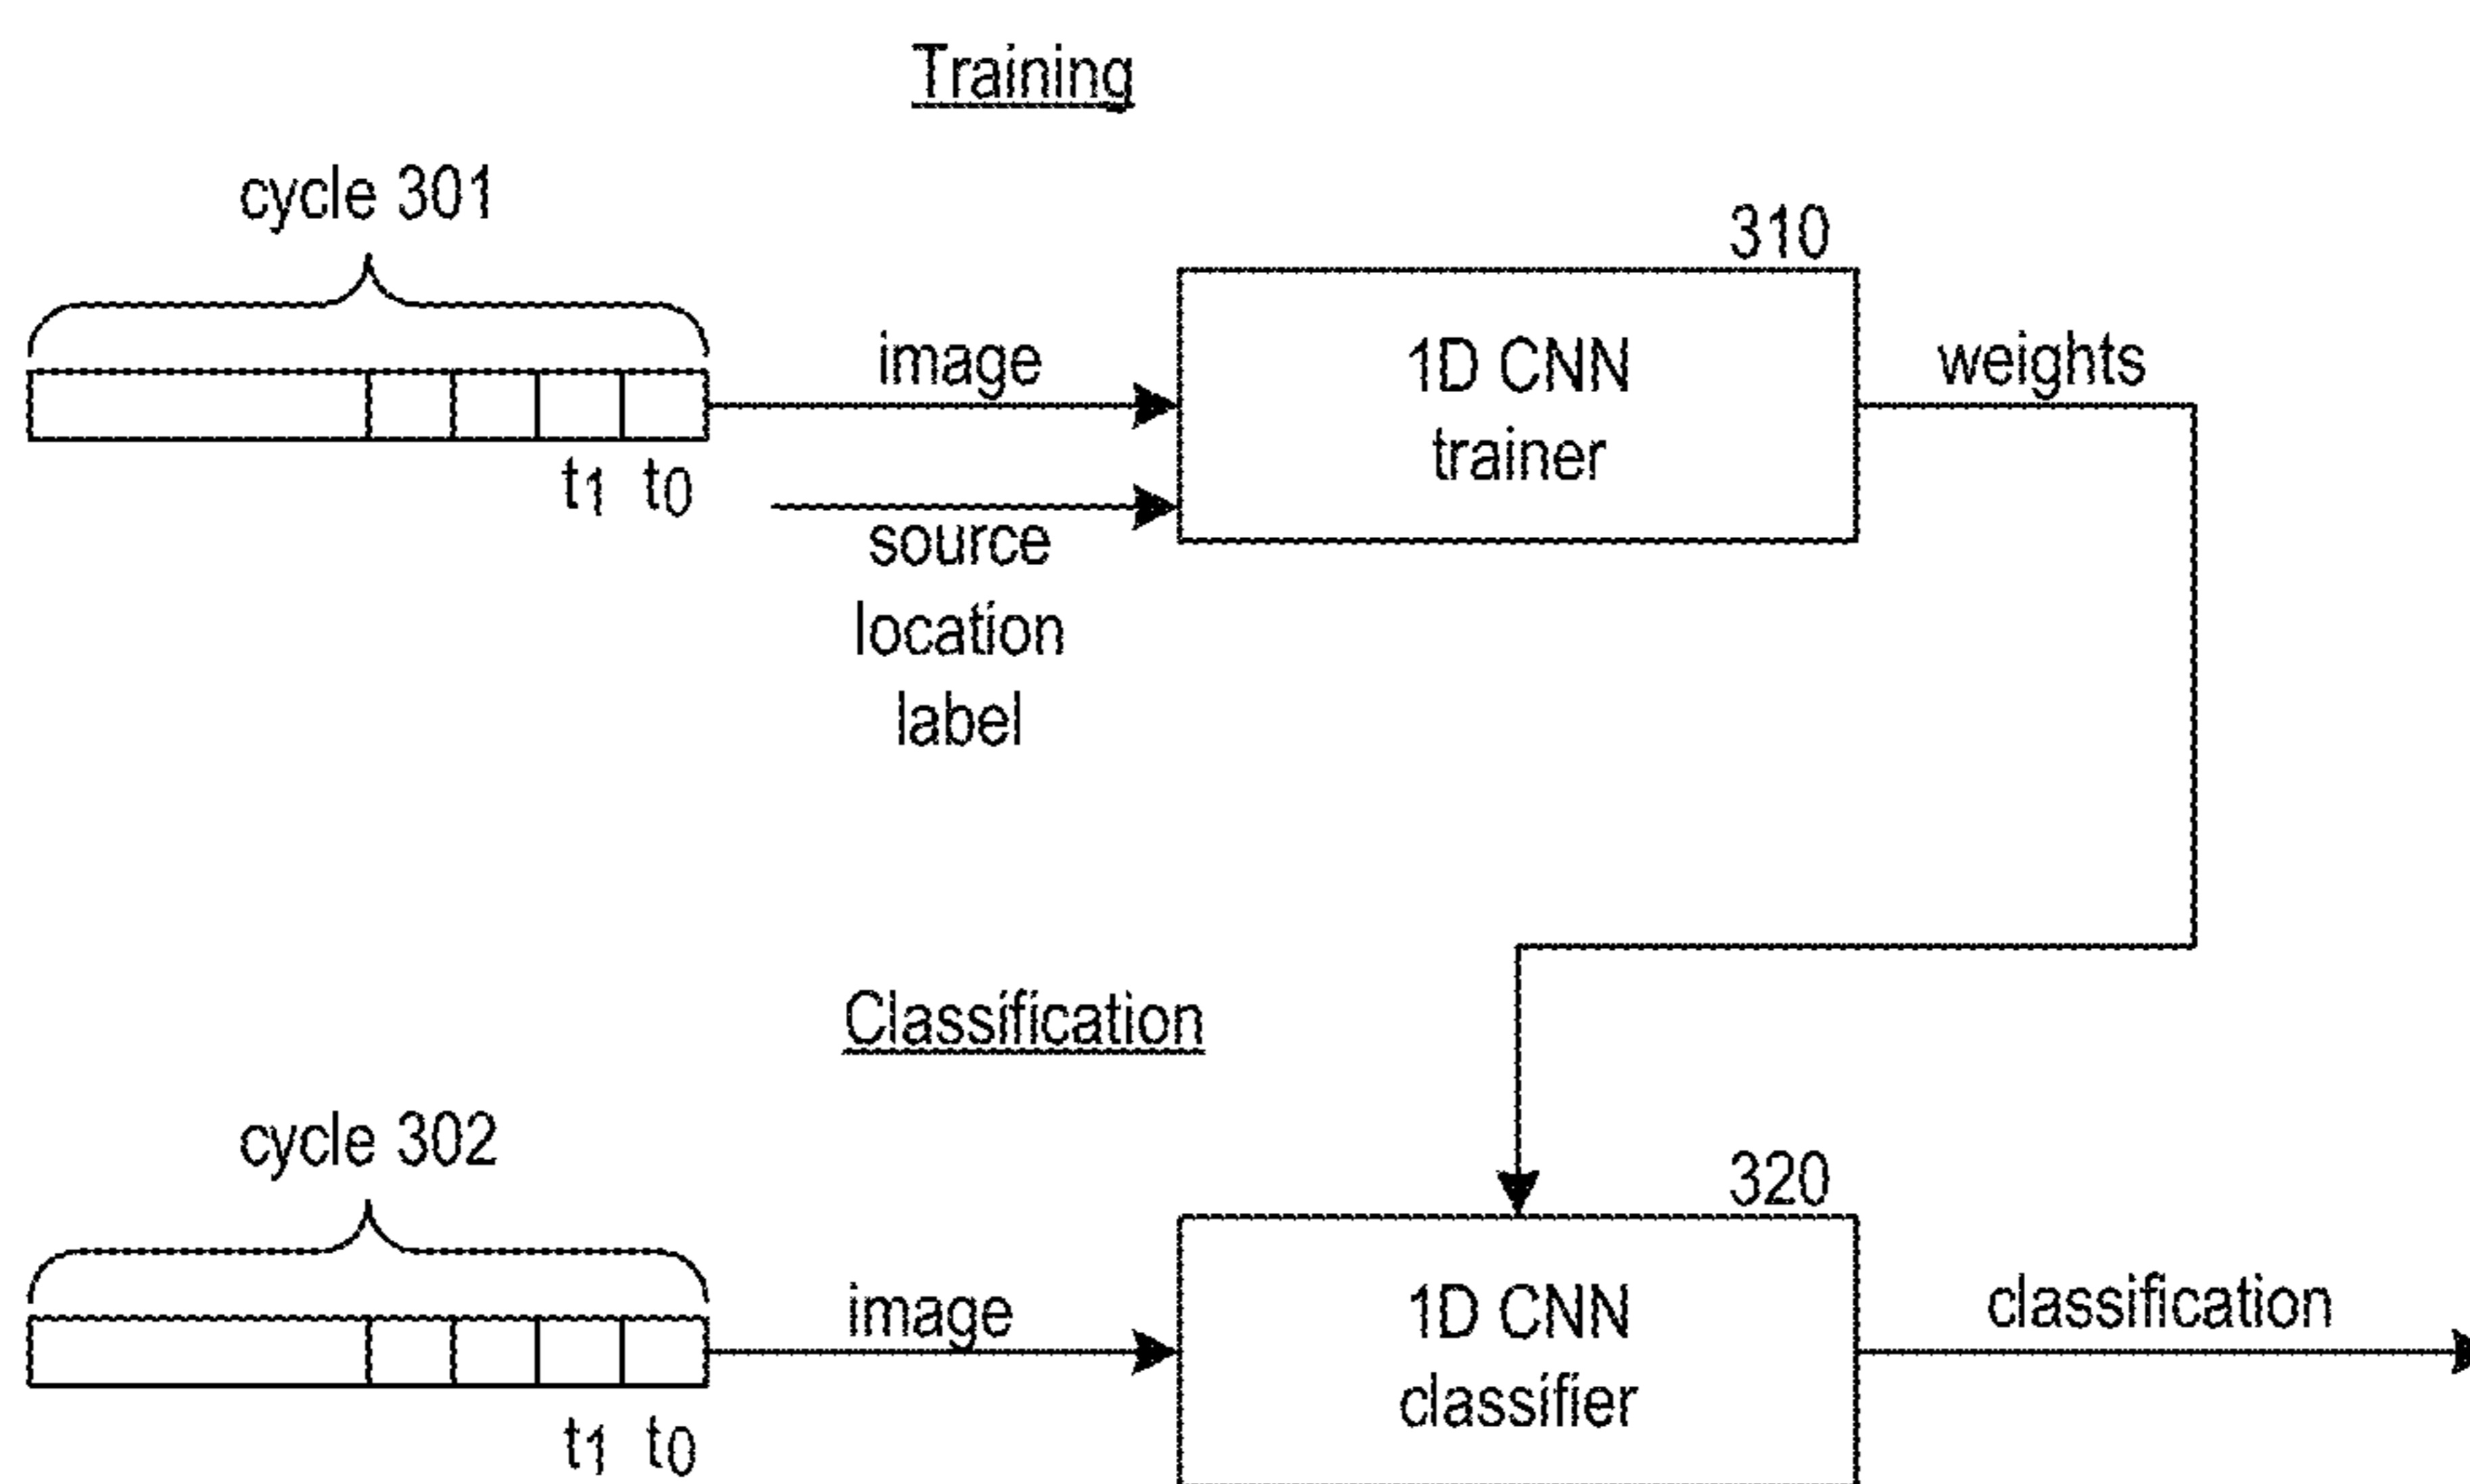 Training
cycle 301
310
image
1D CNN
weights
trainer
t1 t0
source
location
label
Classification
cycle 302
320
image
1D CNN
classification
classifier
t1 t0